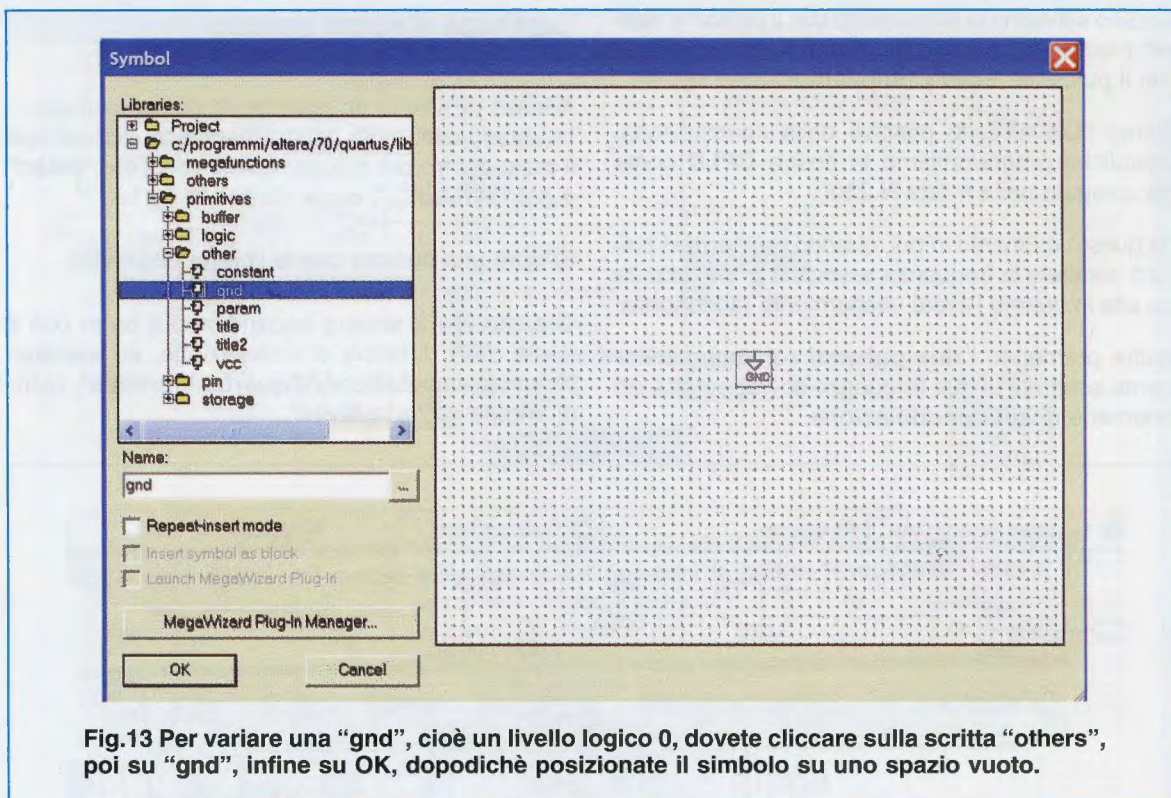 Symbol
Libraries:
Project
c:/programmi/altera/70/quartus/lib
megafunctions
others
primitives
buffer
logic
other
constant
gnd
param
title
title2
vcc
pin
storage
Name:
gnd
...
Repeat-insert mode
Insert symbol as block
Launch MegaWizard Plug-In
MegaWizard Plug-In Manager...
OK
Cancel
GND
Fig.13 Per variare una “gnd”, cioè un livello logico 0, dovete cliccare sulla scritta “others”,
poi su “gnd”, infine su OK, dopodichè posizionate il simbolo su uno spazio vuoto.